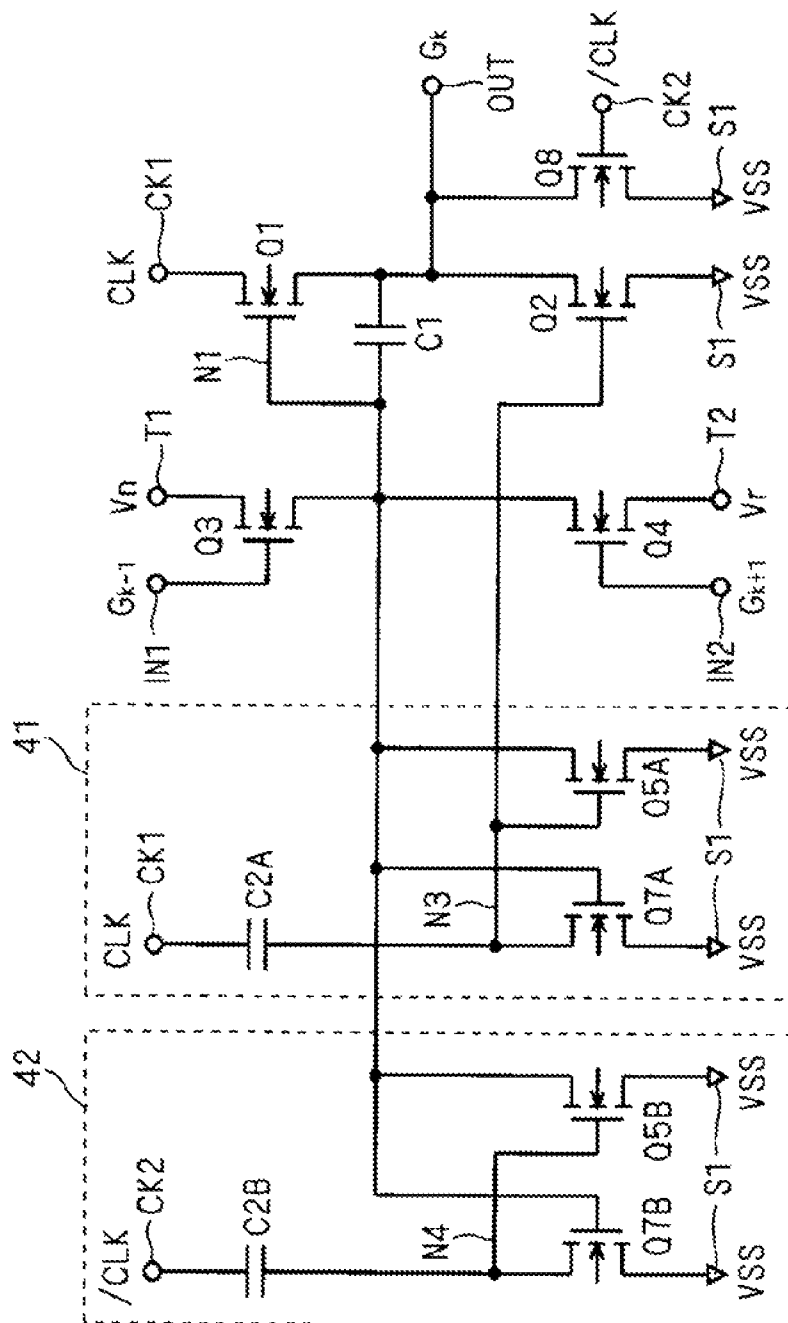 42
41
/CLK
CK2
CLK
CK1
IN1
Gk-1
Vn
T1
CLK
CK1
C2B
C2A
Q3
N1
Q1
C1
Gk
OUT
N4
N3
Q7B
Q5B
Q7A
Q5A
Q4
Q2
Q8
/CLK
CK2
VSS
S1
VSS
VSS
S1
VSS
IN2
Gk+1
Vr
T2
S1
VSS
VSS
S1